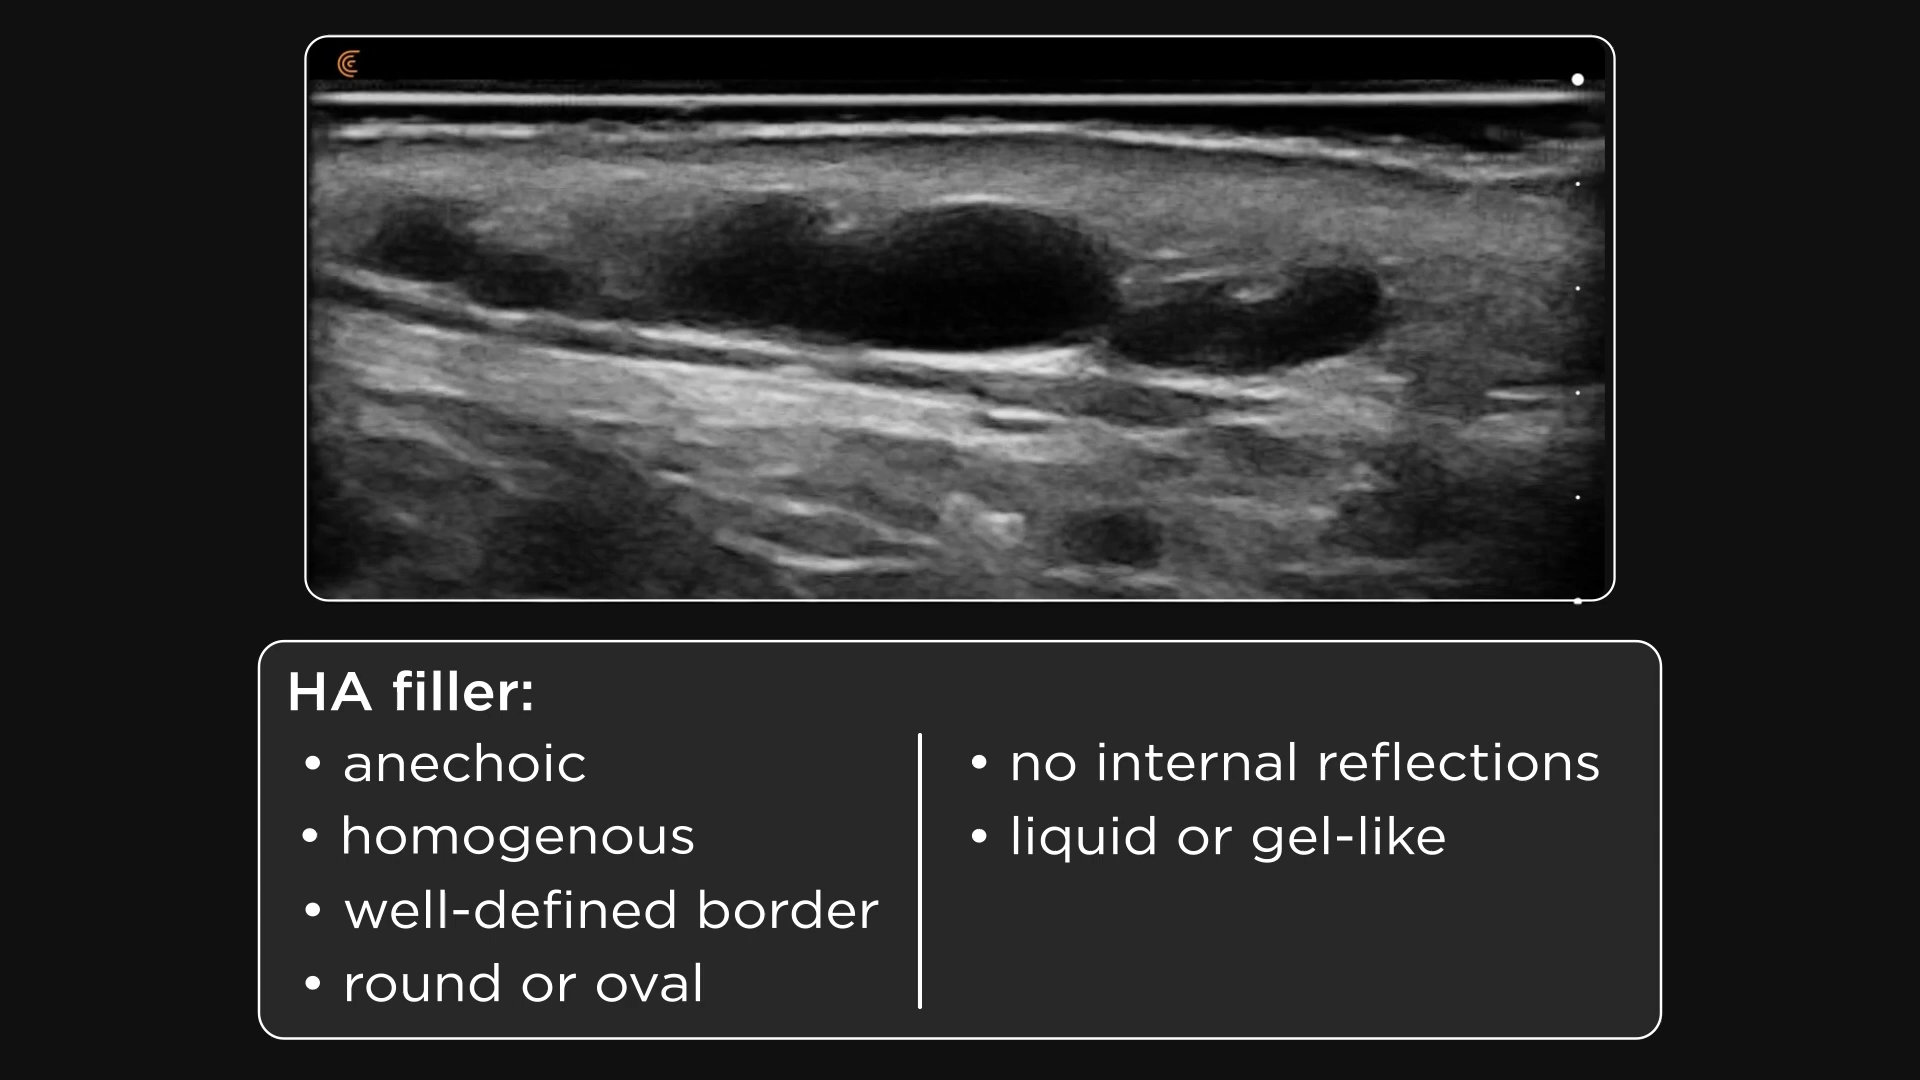 HA filler:
• anechoic
• homogenous
• well-defined border
• round or oval
• no internal reflections
• liquid or gel-like